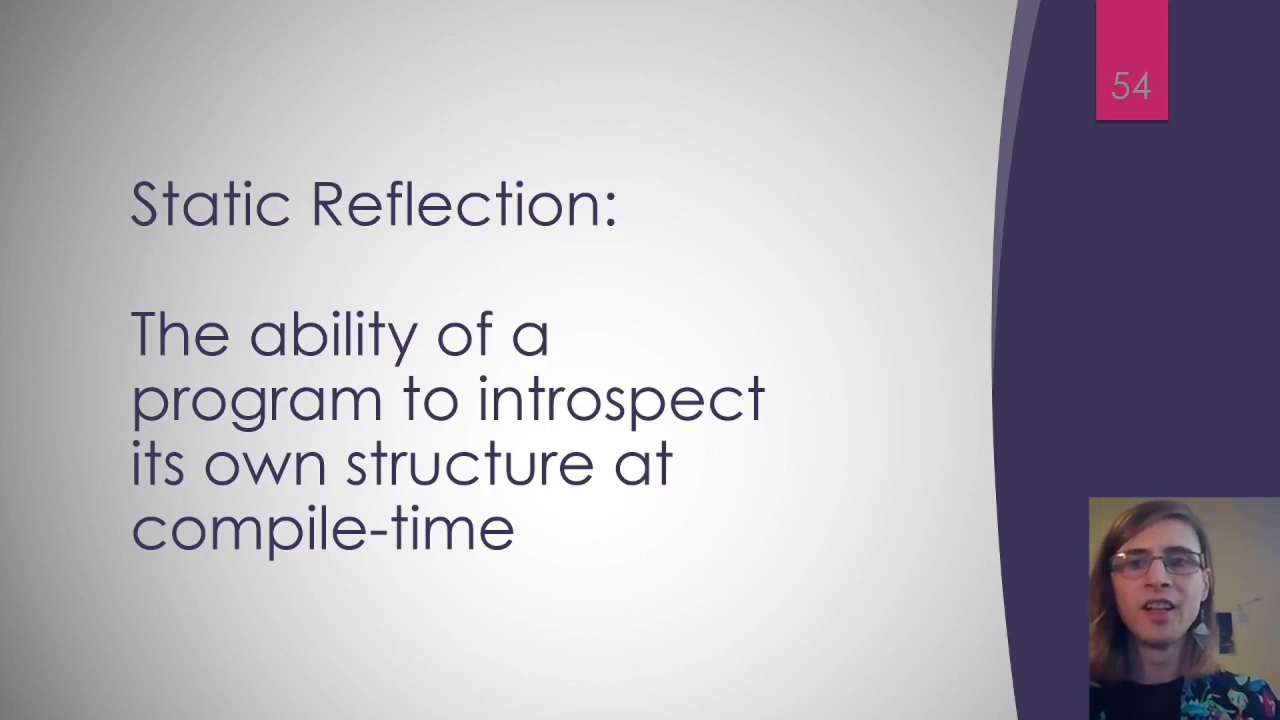 54
Static Reflection:
The ability of a
program to introspect
its own structure at
compile-time